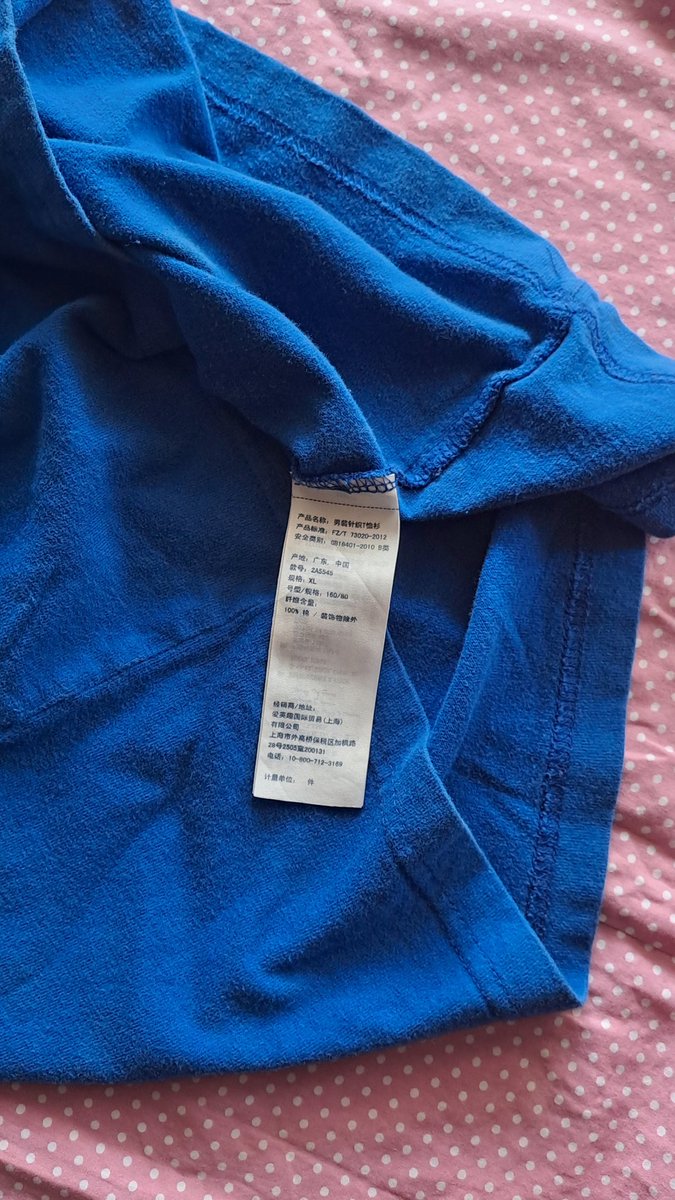 产品名称: 男装针织T恤衫
产品标准: FZ/T 73020-2012
安全类别: GB18401-2010 B类
产地: 广东, 中国
款号: 2A5545
规格: XL
号型/规格: 160/80
纤维含量:
100% 棉 / 装饰物除外
经销商/地址:
爱英趣国际贸易(上海)
有限公司
上海市外高桥保税区加枫路
28号2505室200131
电话: 10-800-712-3169
计量单位: 件